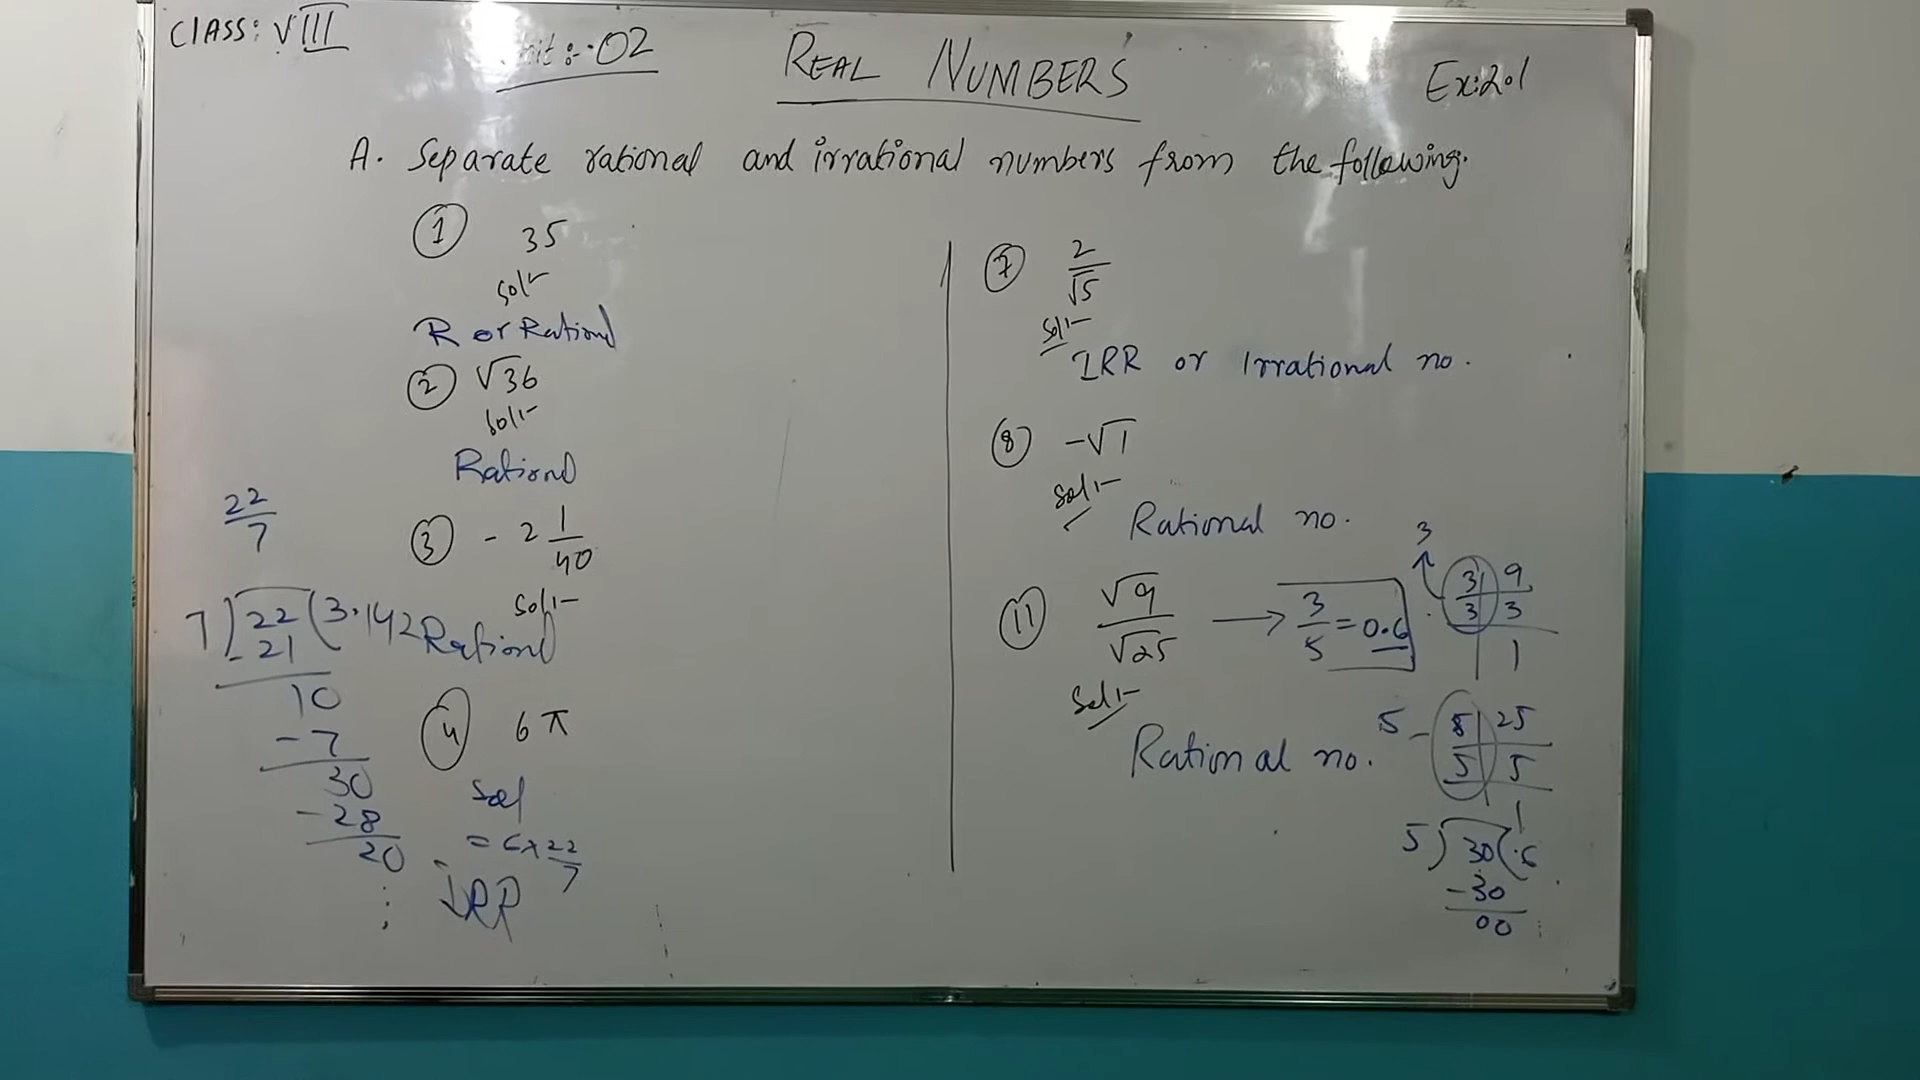 CLASS: VIII
Unit:-02
REAL NUMBERS
Ex:2.1
A. Separate rational and irrational numbers from the following.
① 35
Sol:-
R or Rational
② √36
Sol:-
Rational
③ - 2 1/40
Sol:-
Rational
④ 6π
Sol
= 6 x 22/7
IRR
22/7
7 ) 22 ( 3.142
- 21
10
- 7
30
- 28
20
⋮
⑦ 2/√5
Sol:-
IRR or Irrational no.
⑧ -√1
Sol:-
Rational no.
⑪ √9/√25 → 3/5 = 0.6
Sol:-
Rational no.
3
3 | 9
3 | 3
| 1
5 - 5 | 25
5 | 5
| 1
5 ) 30 ( .6
- 30
00